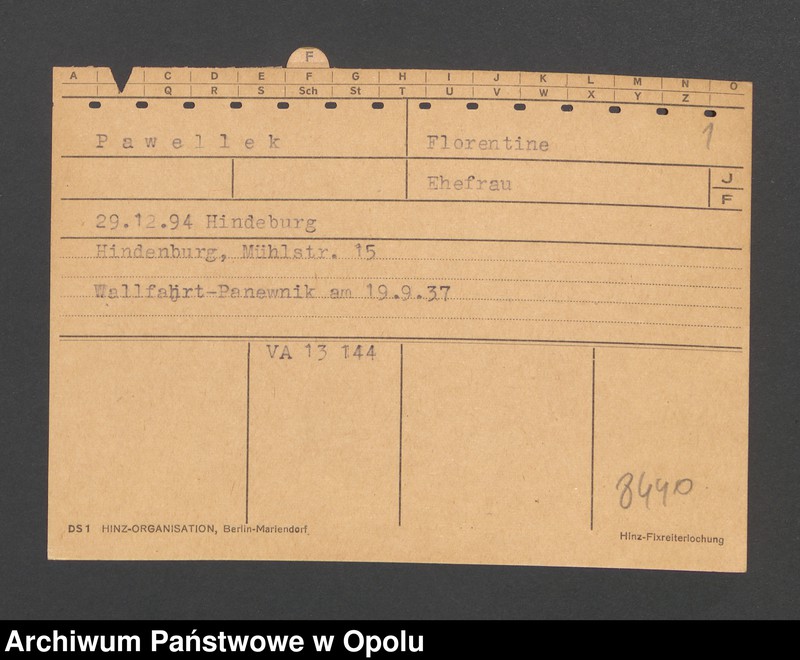 F
A C D E F G H I J K L M N O
Q R S Sch St T U V W X Y Z
Pawellek Florentine 1
Ehefrau J
F
29.12.94 Hindeburg
Hindenburg, Mühlstr. 15
Wallfahrt-Panewnik am 19.9.37
VA 13 144
8440
DS1 HINZ-ORGANISATION, Berlin-Mariendorf
Hinz-Fixreiterlochung
Archiwum Państwowe w Opolu